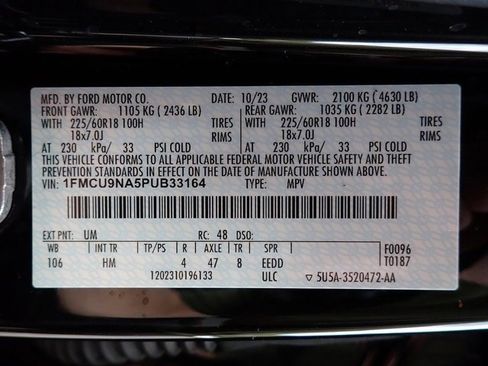 MFD. BY FORD MOTOR CO. 10/23 GVWR: 2100 KG ( 4630 LB)
FRONT GAWR: 1105 KG ( 2436 LB) REAR GAWR: 1035 KG ( 2282 LB)
WITH 225/60R18 100H TIRES WITH 225/60R18 100H TIRES
18x7.0J RIMS 18x7.0J RIMS
AT 230 kPa/ 33 PSI COLD AT 230 kPa/ 33 PSI COLD
THIS VEHICLE CONFORMS TO ALL APPLICABLE FEDERAL MOTOR VEHICLE SAFETY AND THEFT
PREVENTION STANDARDS IN EFFECT ON THE DATE OF MANUFACTURE SHOWN ABOVE.
VIN: 1FMCU9NA5PUB33164 TYPE: MPV
EXT PNT: UM RC: 48 DSO: F0096
WB INT TR TP/PS R AXLE TR SPR T0187
106 HM 4 47 8 EEDD
1202310196133 ULC 5U5A-3520472-AA